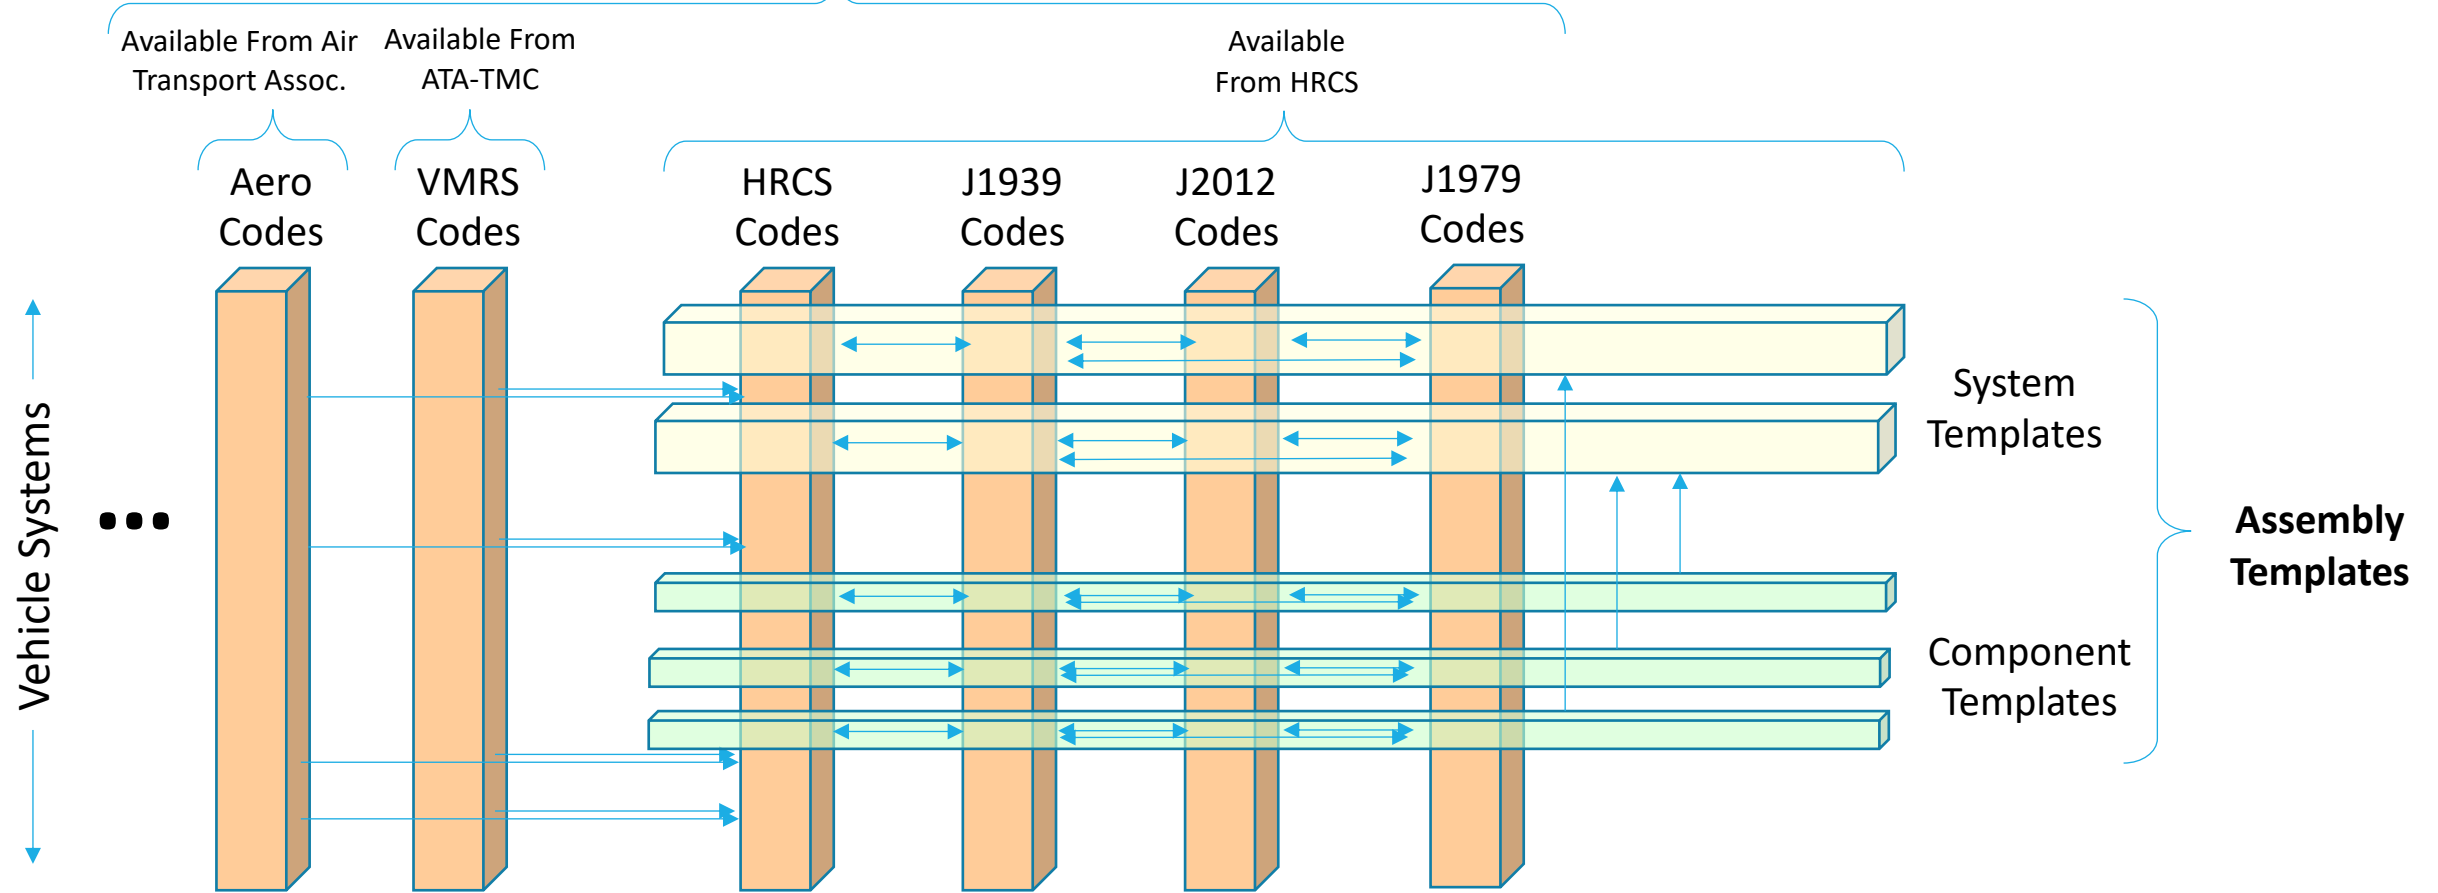 Available From Air
Transport Assoc.
Available From
ATA-TMC
Available
From HRCS
Aero
Codes
VMRS
Codes
HRCS
Codes
J1939
Codes
J2012
Codes
J1979
Codes
Vehicle Systems
...
System
Templates
Component
Templates
Assembly
Templates